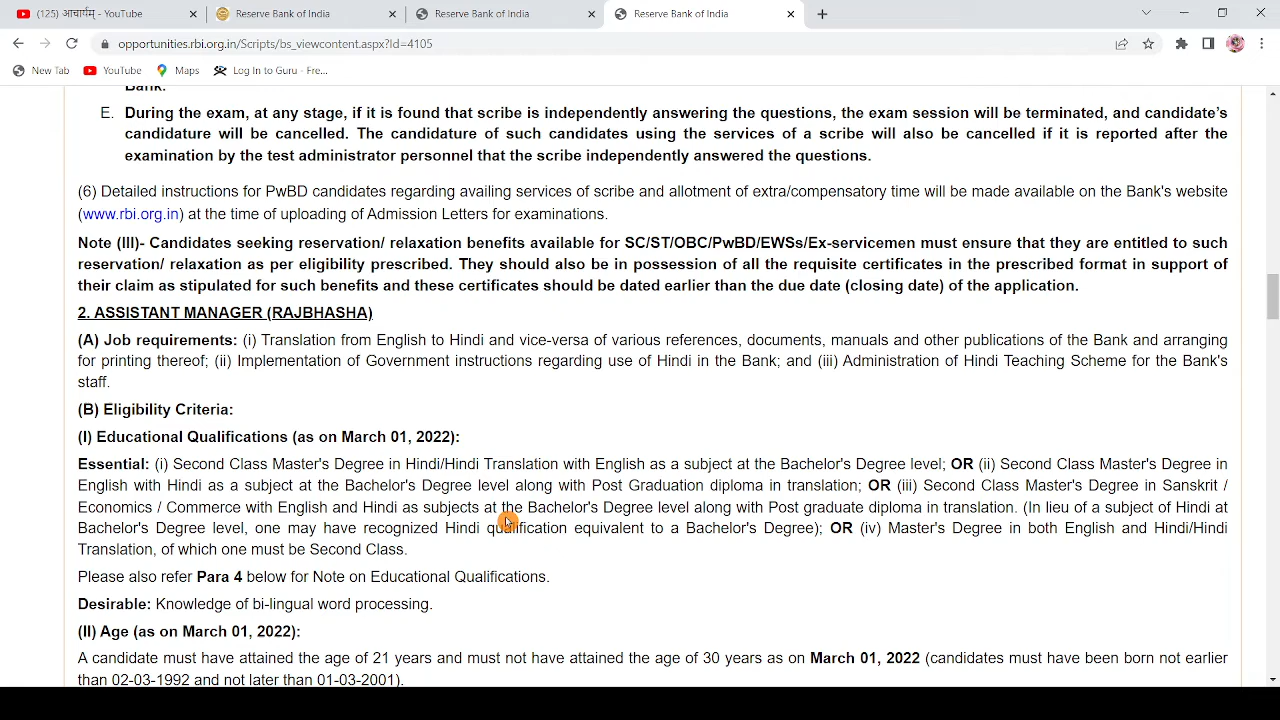 (125) आचार्यम् - YouTube
Reserve Bank of India
Reserve Bank of India
Reserve Bank of India
opportunities.rbi.org.in/Scripts/bs_viewcontent.aspx?Id=4105
New Tab
YouTube
Maps
Log In to Guru - Fre...
Bank.
E. During the exam, at any stage, if it is found that scribe is independently answering the questions, the exam session will be terminated, and candidate's
candidature will be cancelled. The candidature of such candidates using the services of a scribe will also be cancelled if it is reported after the
examination by the test administrator personnel that the scribe independently answered the questions.
(6) Detailed instructions for PwBD candidates regarding availing services of scribe and allotment of extra/compensatory time will be made available on the Bank's website
(www.rbi.org.in) at the time of uploading of Admission Letters for examinations.
Note (III)- Candidates seeking reservation/ relaxation benefits available for SC/ST/OBC/PwBD/EWSs/Ex-servicemen must ensure that they are entitled to such
reservation/ relaxation as per eligibility prescribed. They should also be in possession of all the requisite certificates in the prescribed format in support of
their claim as stipulated for such benefits and these certificates should be dated earlier than the due date (closing date) of the application.
2. ASSISTANT MANAGER (RAJBHASHA)
(A) Job requirements: (i) Translation from English to Hindi and vice-versa of various references, documents, manuals and other publications of the Bank and arranging
for printing thereof; (ii) Implementation of Government instructions regarding use of Hindi in the Bank; and (iii) Administration of Hindi Teaching Scheme for the Bank's
staff.
(B) Eligibility Criteria:
(I) Educational Qualifications (as on March 01, 2022):
Essential: (i) Second Class Master's Degree in Hindi/Hindi Translation with English as a subject at the Bachelor's Degree level; OR (ii) Second Class Master's Degree in
English with Hindi as a subject at the Bachelor's Degree level along with Post Graduation diploma in translation; OR (iii) Second Class Master's Degree in Sanskrit /
Economics / Commerce with English and Hindi as subjects at the Bachelor's Degree level along with Post graduate diploma in translation. (In lieu of a subject of Hindi at
Bachelor's Degree level, one may have recognized Hindi qualification equivalent to a Bachelor's Degree); OR (iv) Master's Degree in both English and Hindi/Hindi
Translation, of which one must be Second Class.
Please also refer Para 4 below for Note on Educational Qualifications.
Desirable: Knowledge of bi-lingual word processing.
(II) Age (as on March 01, 2022):
A candidate must have attained the age of 21 years and must not have attained the age of 30 years as on March 01, 2022 (candidates must have been born not earlier
than 02-03-1992 and not later than 01-03-2001).